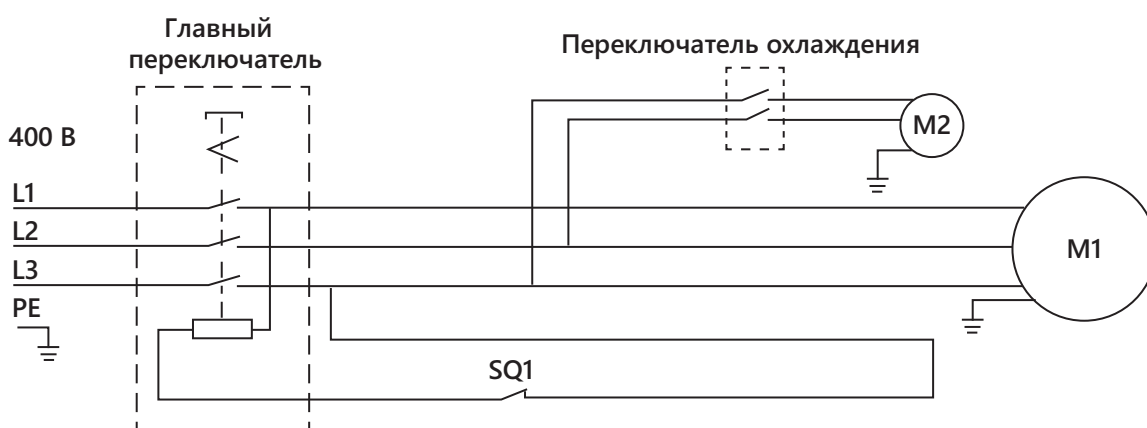 Главный
переключатель
Переключатель охлаждения
400 В
M2
L1
L2
M1
L3
PE
SQ1